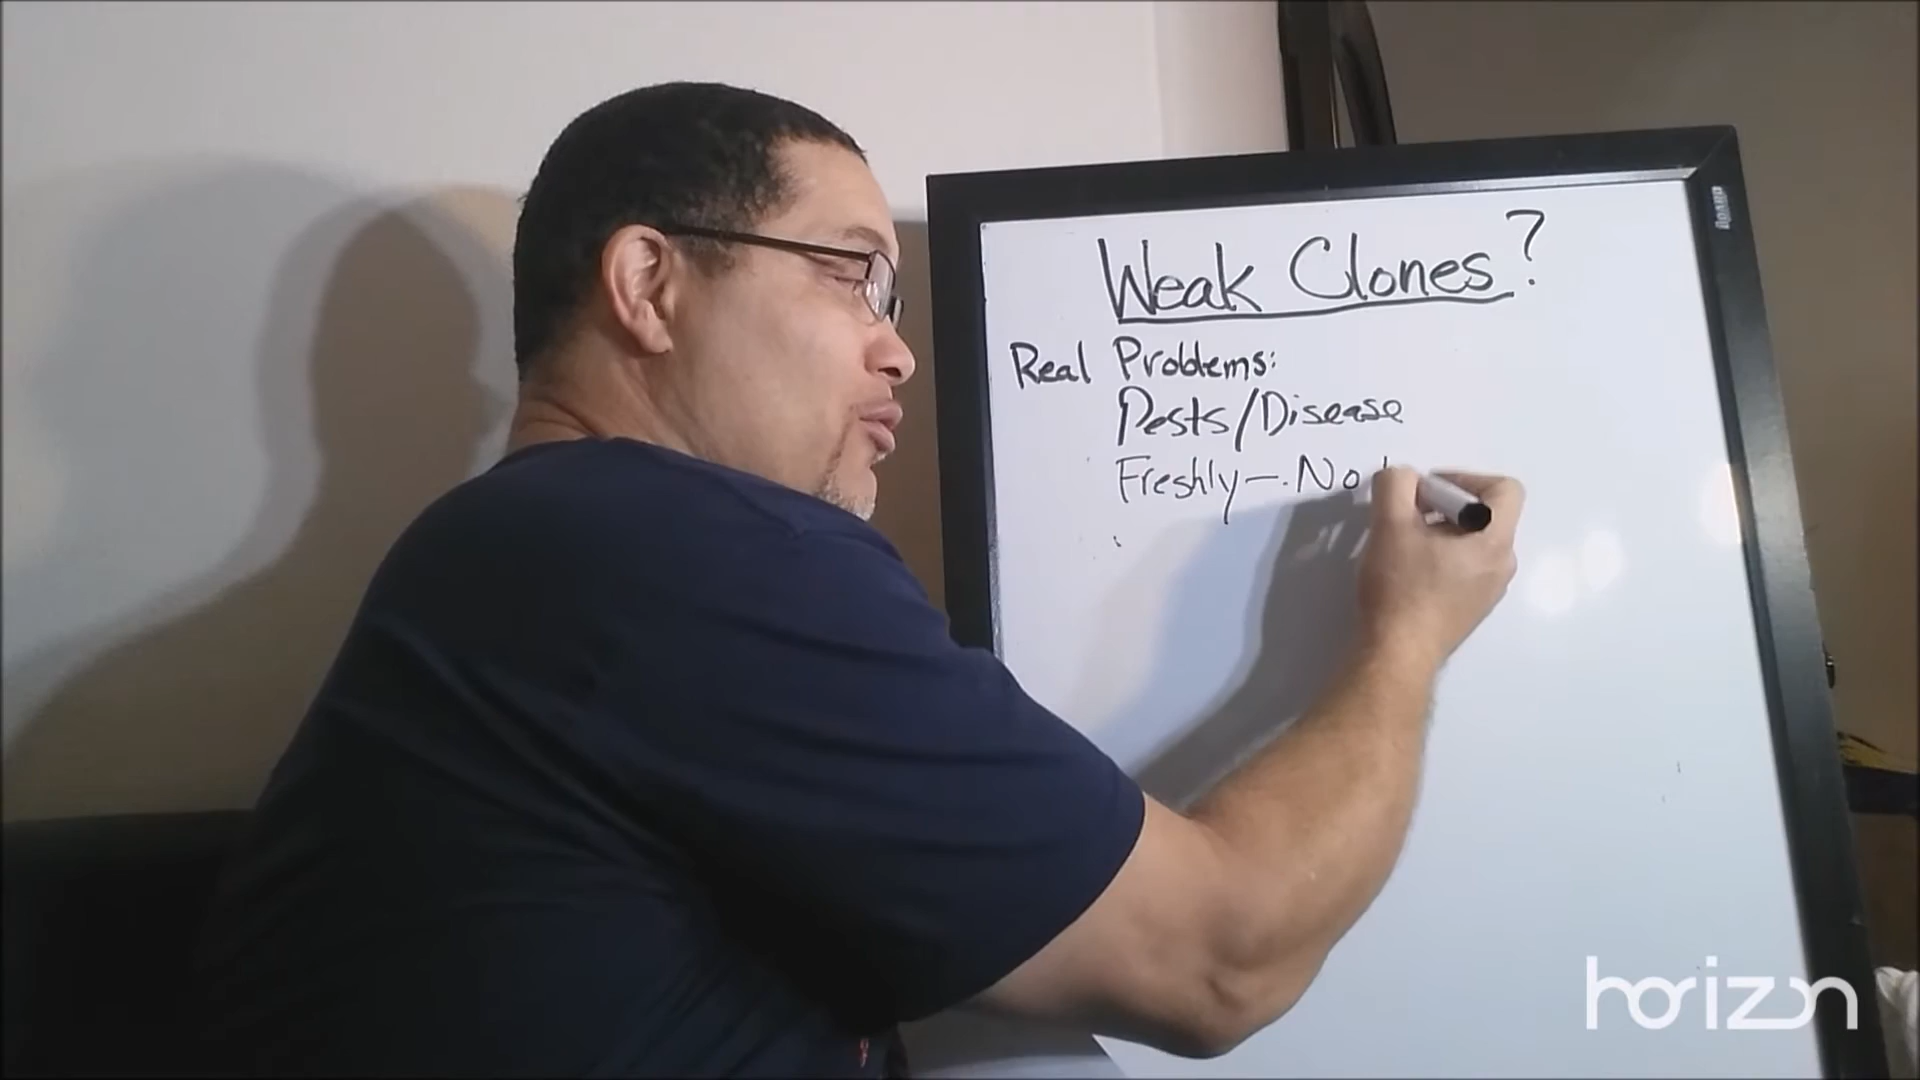 Weak Clones?
Real Problems:
Pests/Disease
Freshly - No
horizon